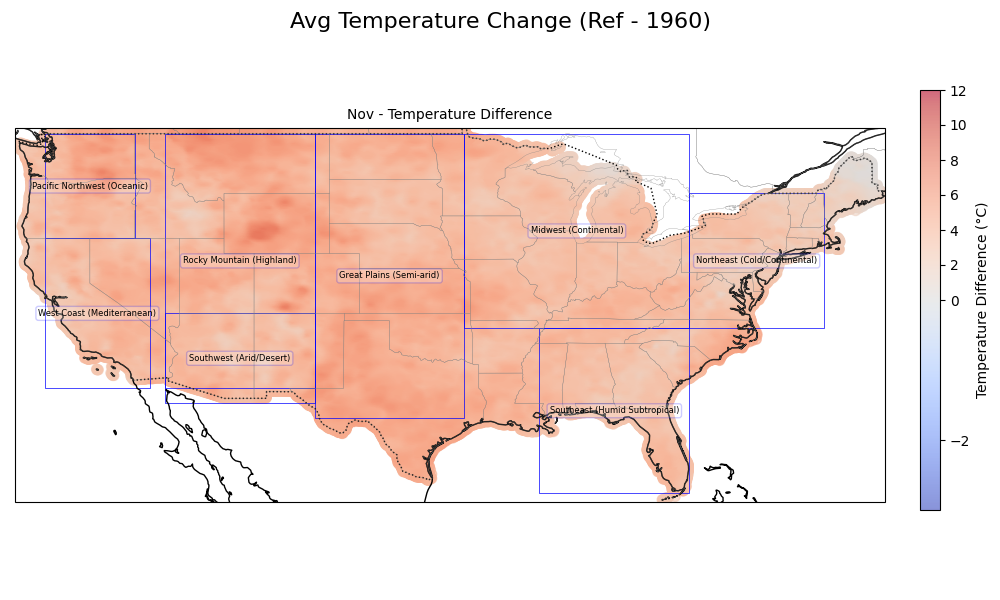 Avg Temperature Change (Ref - 1960)
Nov - Temperature Difference
Pacific Northwest (Oceanic)
Midwest (Continental)
Rocky Mountain (Highland)
Northeast (Cold/Continental)
Great Plains (Semi-arid)
West Coast (Mediterranean)
Southwest (Arid/Desert)
Southeast (Humid Subtropical)
12
10
8
6
4
2
0
−2
Temperature Difference (°C)